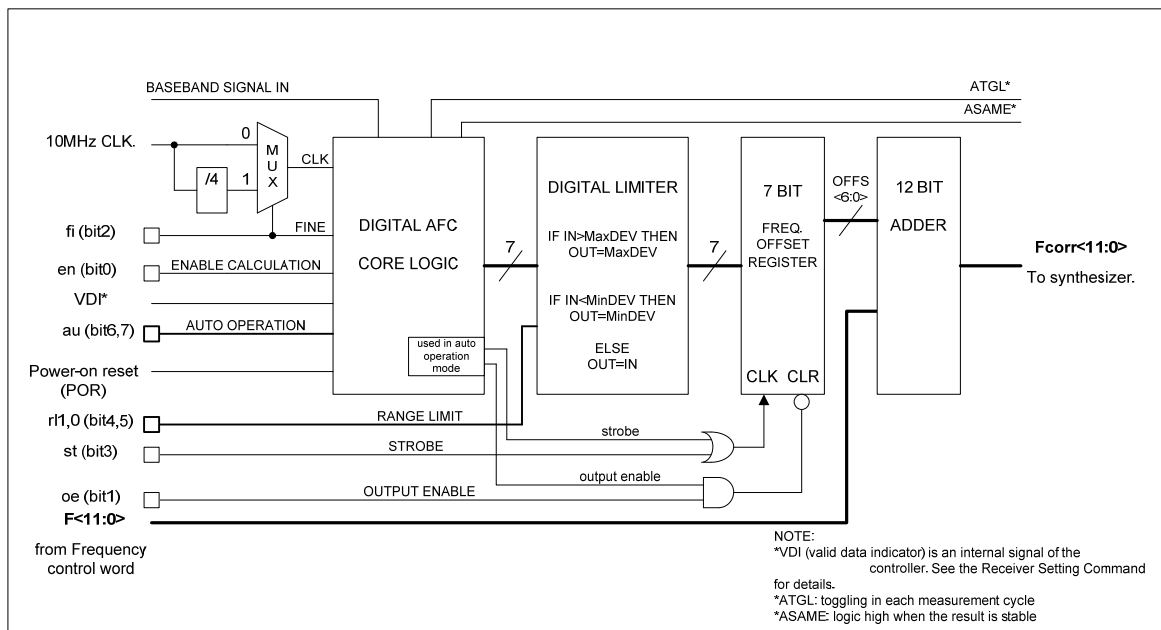 BASEBAND SIGNAL IN
ATGL*
ASAME*
10MHz CLK.
0
/4
1
M
U
X
CLK
fi (bit2)
FINE
en (bit0)
ENABLE CALCULATION
VDI*
au (bit6,7)
AUTO OPERATION
Power-on reset
(POR)
rl1,0 (bit4,5)
RANGE LIMIT
st (bit3)
STROBE
oe (bit1)
OUTPUT ENABLE
F<11:0>
from Frequency
control word
DIGITAL AFC
CORE LOGIC
used in auto
operation
mode
7
DIGITAL LIMITER
IF IN>MaxDEV THEN
OUT=MaxDEV
IF IN<MinDEV THEN
OUT=MinDEV
ELSE
OUT=IN
7
7 BIT
FREQ.
OFFSET
REGISTER
CLK CLR
strobe
output enable
OFFS
<6:0>
12 BIT
ADDER
Fcorr<11:0>
To synthesizer.
NOTE:
*VDI (valid data indicator) is an internal signal of the
controller. See the Receiver Setting Command
for details.
*ATGL: toggling in each measurement cycle
*ASAME: logic high when the result is stable